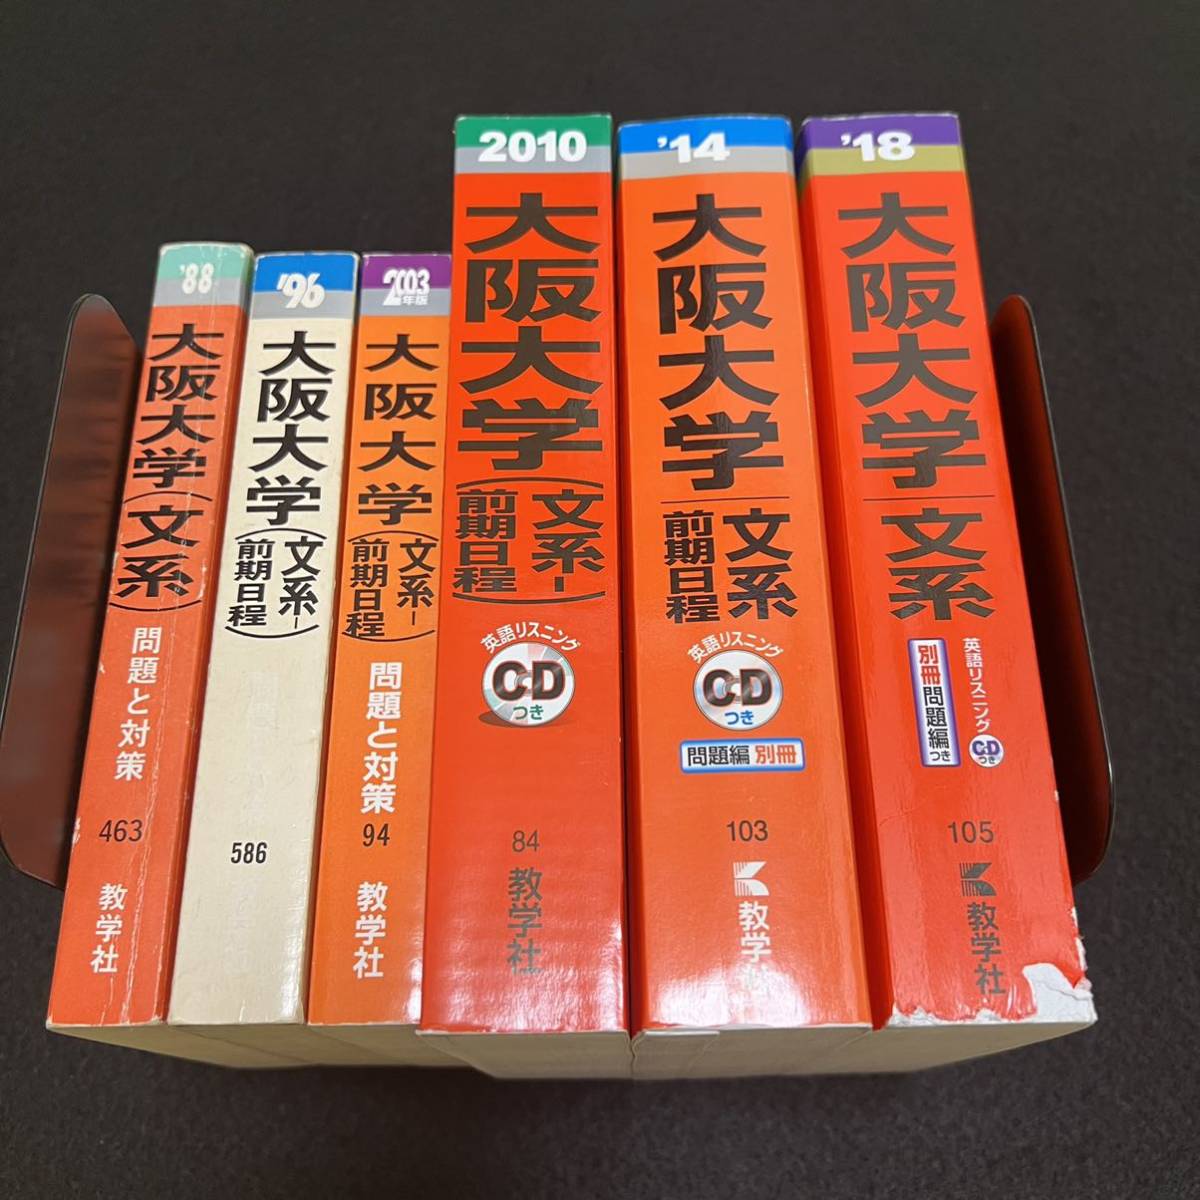 '88
大阪大学(文系)
問題と対策
463
教学社
'96
大阪大学(文系-前期日程)
586
2003年版
大阪大学(文系-前期日程)
問題と対策
94
教学社
2010
大阪大学(文系-前期日程)
英語リスニング
CD
つき
84
教学社
'14
大阪大学
文系
前期日程
英語リスニング
CD
つき
問題編 別冊
103
教学社
'18
大阪大学
文系
英語リスニング
CDつき
別冊問題編つき
105
教学社